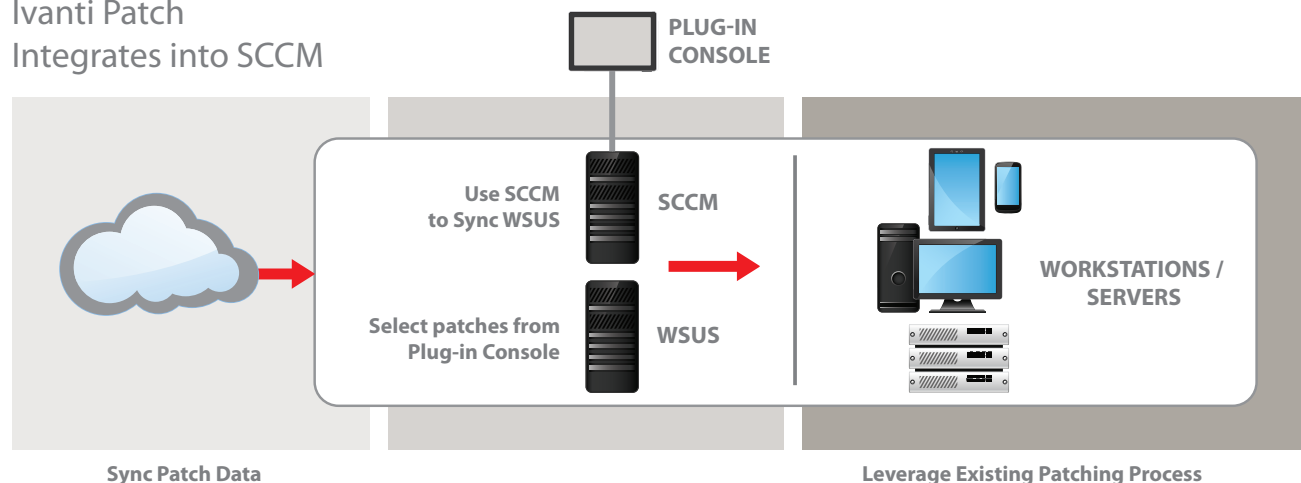 Ivanti Patch
Integrates into SCCM
PLUG-IN
CONSOLE
Use SCCM
to Sync WSUS
SCCM
Select patches from
Plug-in Console
WSUS
WORKSTATIONS /
SERVERS
Sync Patch Data
Leverage Existing Patching Process